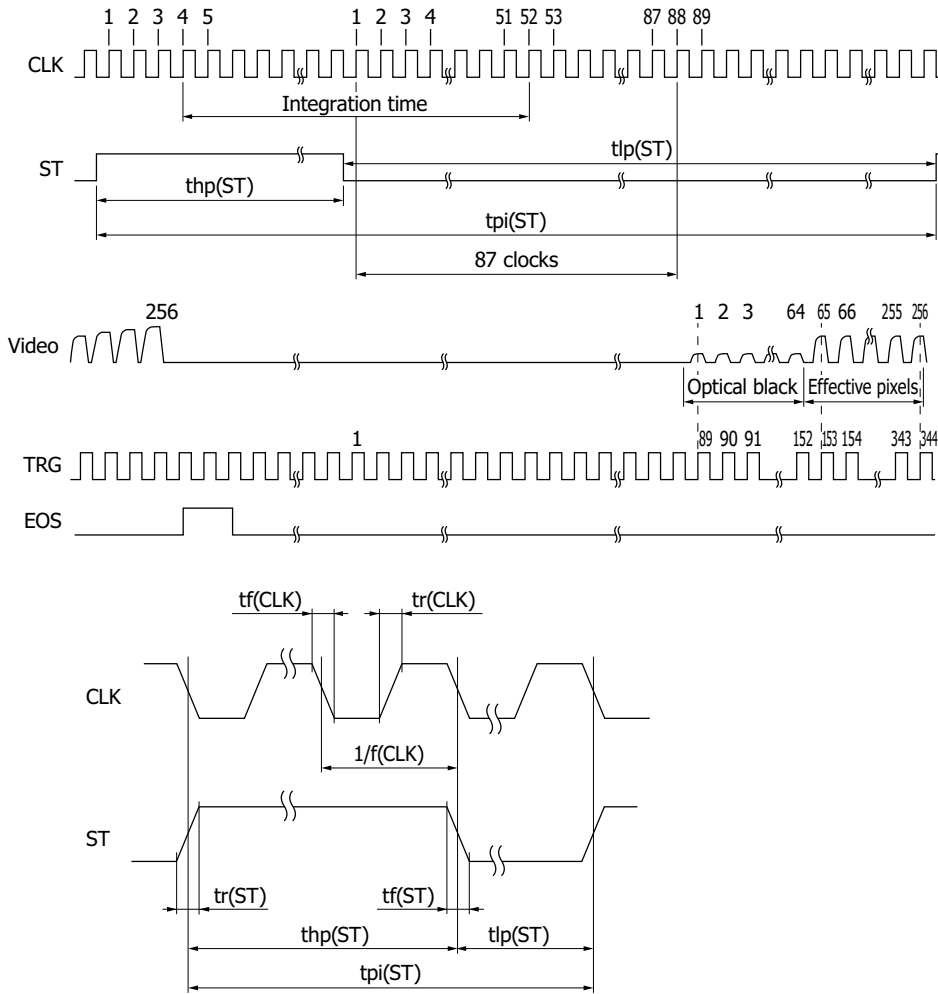 1 2 3 4 5 1 2 3 4 51 52 53 87 88 89
CLK
Integration time
ST
tlp(ST)
thp(ST)
tpi(ST)
87 clocks
256 1 2 3 64 65 66 255 256
Video
Optical black Effective pixels
1 89 90 91 152 153 154 343 344
TRG
EOS
tf(CLK) tr(CLK)
CLK
1/f(CLK)
ST
tr(ST) tf(ST)
thp(ST) tlp(ST)
tpi(ST)